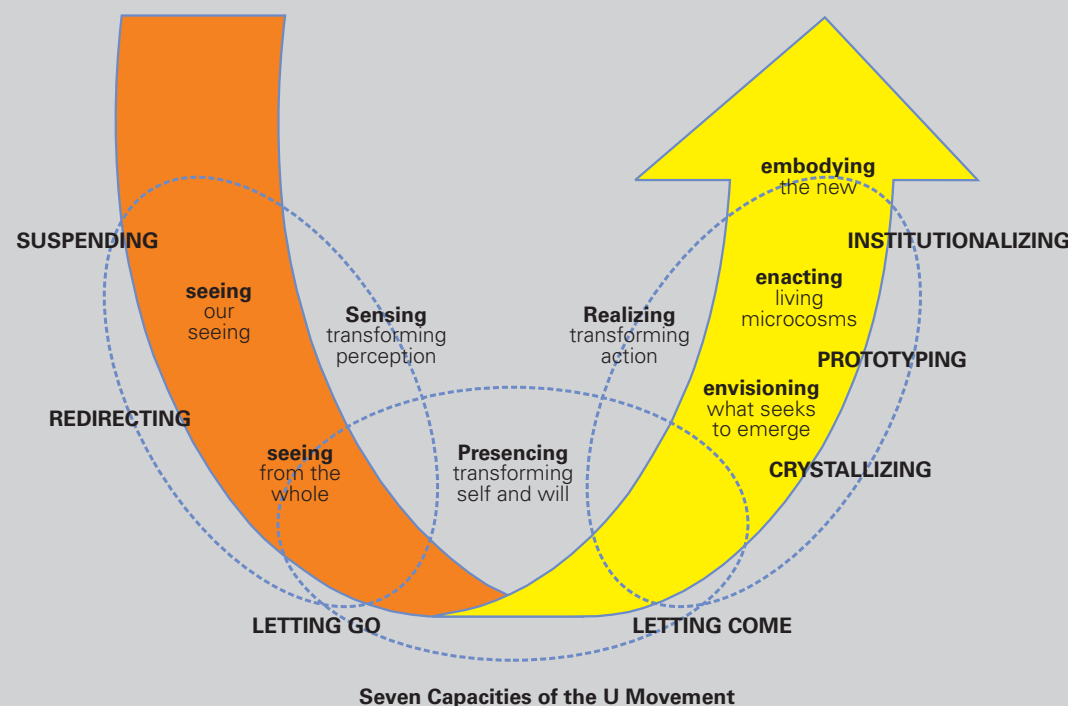 embodying
the new
SUSPENDING
INSTITUTIONALIZING
seeing
our
seeing
Sensing
transforming
perception
Realizing
transforming
action
enacting
living
microcosms
PROTOTYPING
REDIRECTING
envisioning
what seeks
to emerge
seeing
from the
whole
Presencing
transforming
self and will
CRYSTALLIZING
LETTING GO
LETTING COME
Seven Capacities of the U Movement